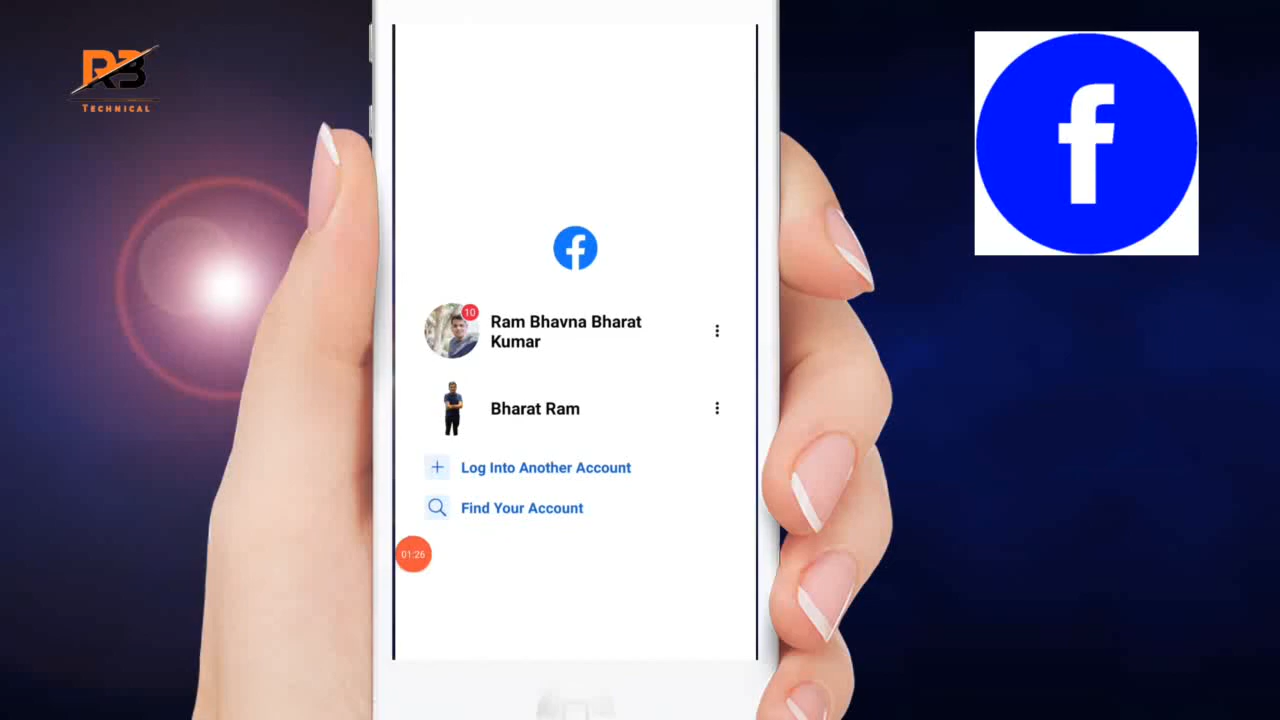 RB
TECHNICAL
f
f
10
Ram Bhavna Bharat
Kumar
Bharat Ram
Log Into Another Account
Find Your Account
01:26